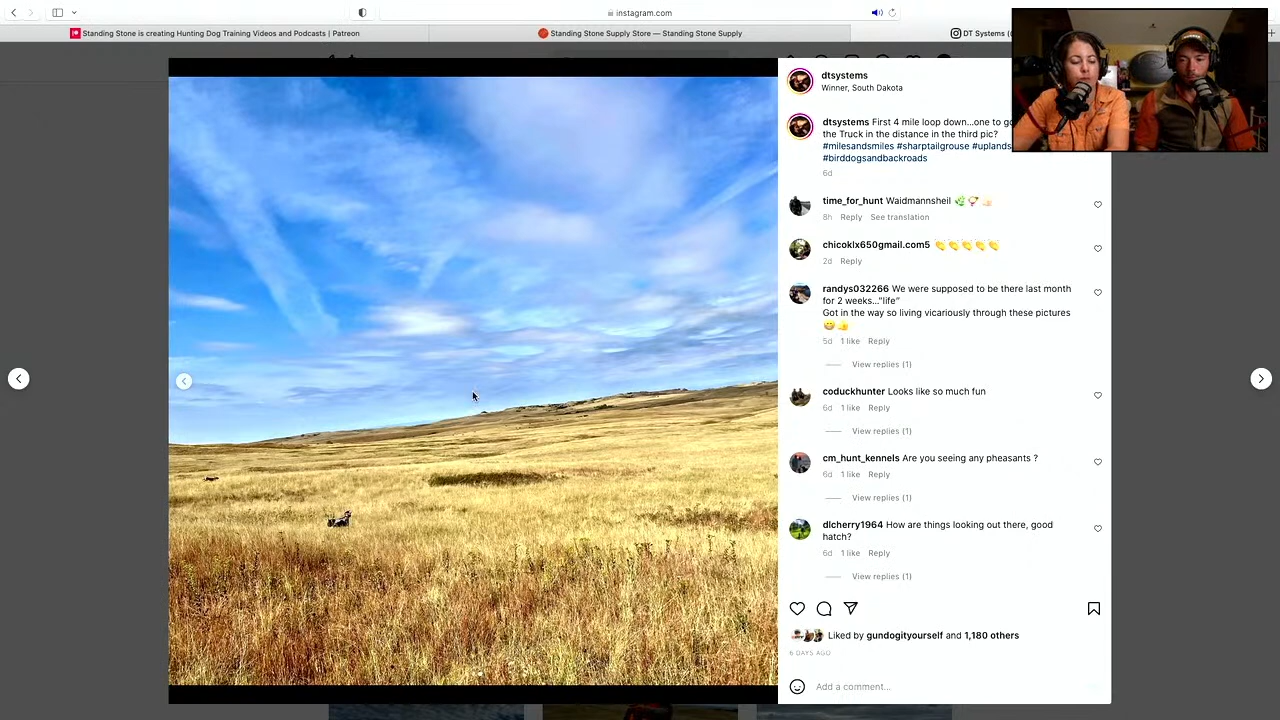 instagram.com
Standing Stone is creating Hunting Dog Training Videos and Podcasts | Patreon
Standing Stone Supply Store — Standing Stone Supply
DT Systems (
dtsystems
Winner, South Dakota
dtsystems First 4 mile loop down...one to go
the Truck in the distance in the third pic?
#milesandsmiles #sharptailgrouse #uplands
#birddogsandbackroads
6d
time_for_hunt Waidmannsheil
8h Reply See translation
chicoklx650gmail.com5
2d Reply
randys032266 We were supposed to be there last month
for 2 weeks..."life"
Got in the way so living vicariously through these pictures
5d 1 like Reply
View replies (1)
coduckhunter Looks like so much fun
6d 1 like Reply
View replies (1)
cm_hunt_kennels Are you seeing any pheasants ?
6d 1 like Reply
View replies (1)
dlcherry1964 How are things looking out there, good
hatch?
6d 1 like Reply
View replies (1)
Liked by gundogityourself and 1,180 others
6 DAYS AGO
Add a comment...